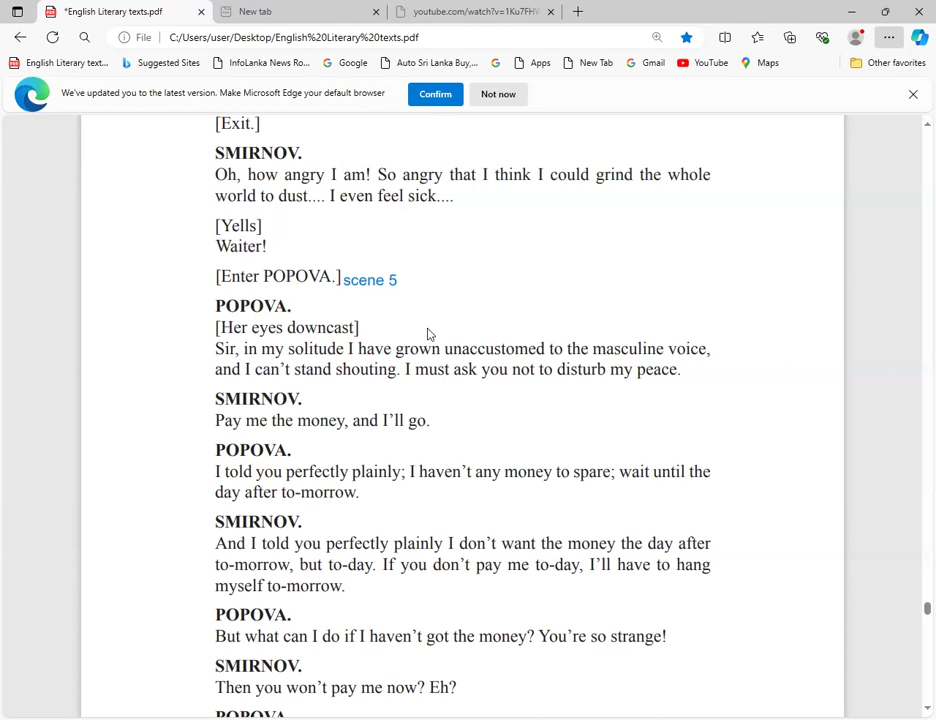 *English Literary texts.pdf
New tab
youtube.com/watch?v=1Ku7FHV
File
C:/Users/user/Desktop/English%20Literary%20texts.pdf
English Literary text...
Suggested Sites
InfoLanka News Ro...
Google
Auto Sri Lanka Buy,...
Apps
New Tab
Gmail
YouTube
Maps
Other favorites
We've updated you to the latest version. Make Microsoft Edge your default browser
Confirm
Not now
[Exit.]
SMIRNOV.
Oh, how angry I am! So angry that I think I could grind the whole
world to dust.... I even feel sick....
[Yells]
Waiter!
[Enter POPOVA.] scene 5
POPOVA.
[Her eyes downcast]
Sir, in my solitude I have grown unaccustomed to the masculine voice,
and I can't stand shouting. I must ask you not to disturb my peace.
SMIRNOV.
Pay me the money, and I'll go.
POPOVA.
I told you perfectly plainly; I haven't any money to spare; wait until the
day after to-morrow.
SMIRNOV.
And I told you perfectly plainly I don't want the money the day after
to-morrow, but to-day. If you don't pay me to-day, I'll have to hang
myself to-morrow.
POPOVA.
But what can I do if I haven't got the money? You're so strange!
SMIRNOV.
Then you won't pay me now? Eh?
POPOVA.